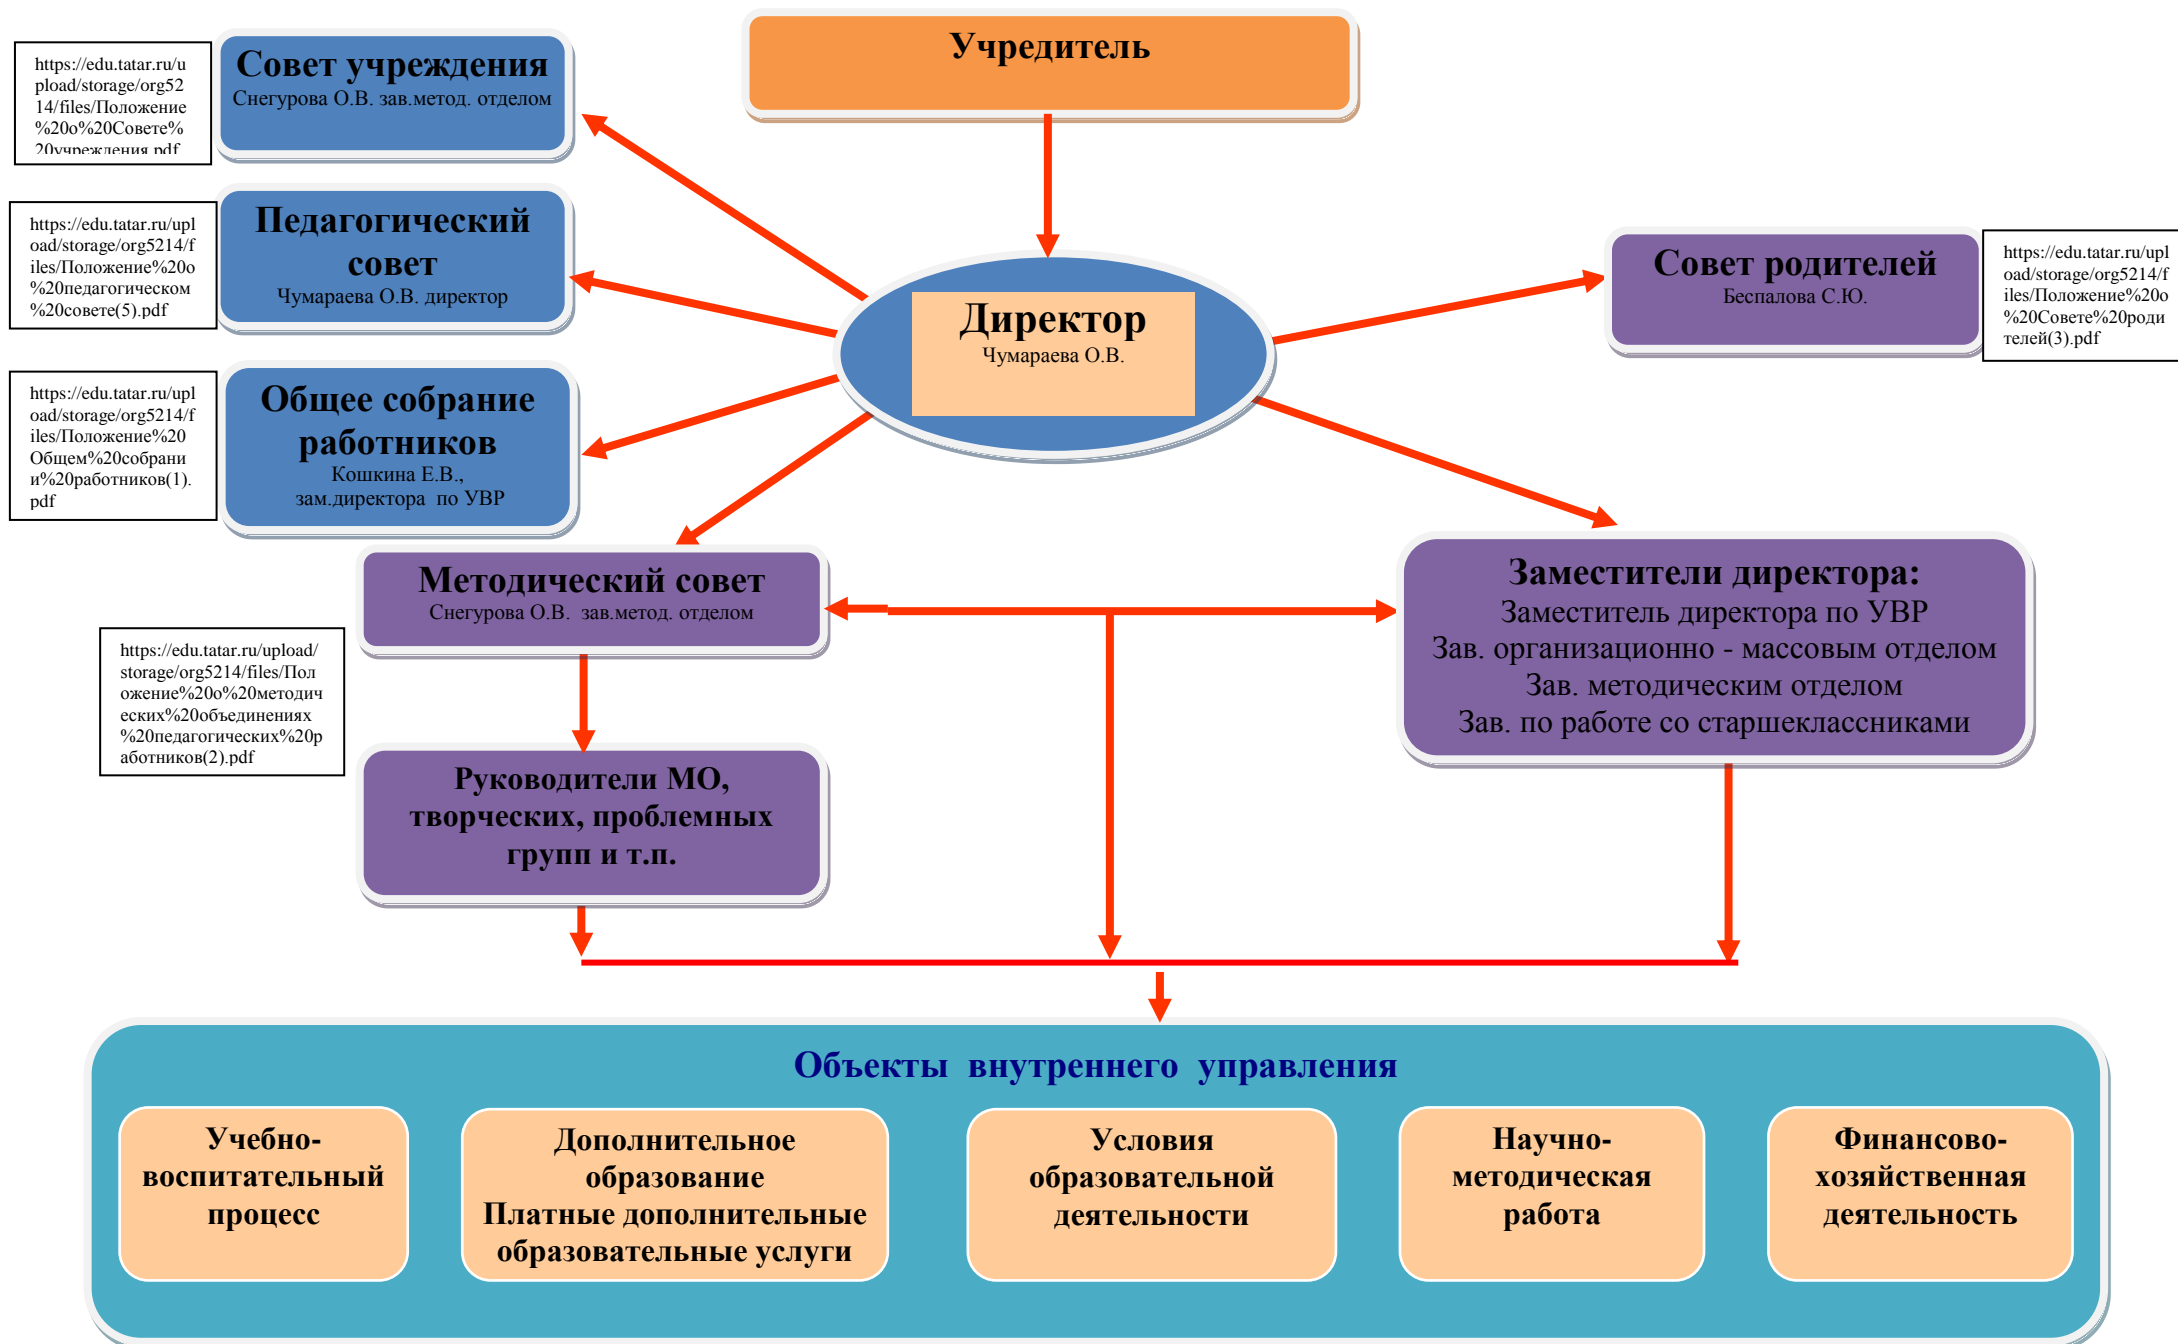 Учредитель
https://edu.tatar.ru/u
pload/storage/org52
14/files/Положение
%20о%20Совете%
20учреждения.pdf
Совет учреждения
Снегурова О.В. зав.метод. отделом
https://edu.tatar.ru/upl
oad/storage/org5214/f
iles/Положение%20о
%20педагогическом
%20совете(5).pdf
Педагогический
совет
Чумараева О.В. директор
Директор
Чумараева О.В.
Совет родителей
Беспалова С.Ю.
https://edu.tatar.ru/upl
oad/storage/org5214/f
iles/Положение%20о
%20Совете%20роди
телей(3).pdf
https://edu.tatar.ru/upl
oad/storage/org5214/f
iles/Положение%20
Общем%20собрани
и%20работников(1).
pdf
Общее собрание
работников
Кошкина Е.В.,
зам.директора  по УВР
Методический совет
Снегурова О.В.  зав.метод. отделом
Заместители директора:
Заместитель директора по УВР
Зав. организационно - массовым отделом
Зав. методическим отделом
Зав. по работе со старшеклассниками
https://edu.tatar.ru/upload/
storage/org5214/files/Пол
ожение%20о%20методич
еских%20объединениях
%20педагогических%20р
аботников(2).pdf
Руководители МО,
творческих, проблемных
групп и т.п.
Объекты  внутреннего  управления
Учебно-
воспитательный
процесс
Дополнительное
образование
Платные дополнительные
образовательные услуги
Условия
образовательной
деятельности
Научно-
методическая
работа
Финансово-
хозяйственная
деятельность